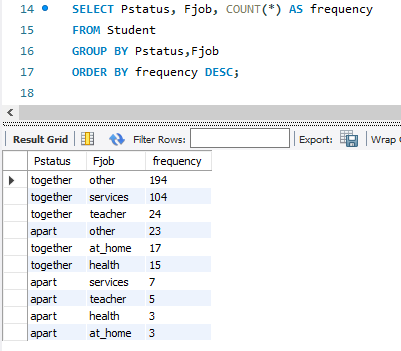 14 SELECT Pstatus, Fjob, COUNT(*) AS frequency
15 FROM Student
16 GROUP BY Pstatus,Fjob
17 ORDER BY frequency DESC;
18
Result Grid Filter Rows: Export: Wrap C
Pstatus Fjob frequency
together other 194
together services 104
together teacher 24
apart other 23
together at_home 17
together health 15
apart services 7
apart teacher 5
apart health 3
apart at_home 3